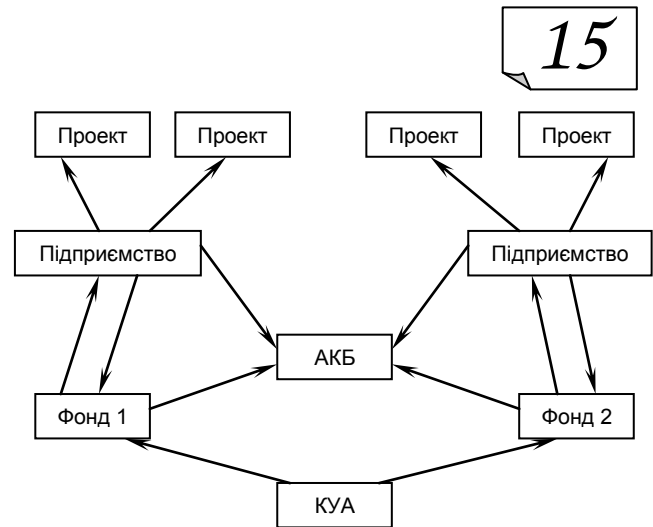 15
Проект Проект Проект Проект
Підприємство Підприємство
АКБ
Фонд 1 Фонд 2
КУА